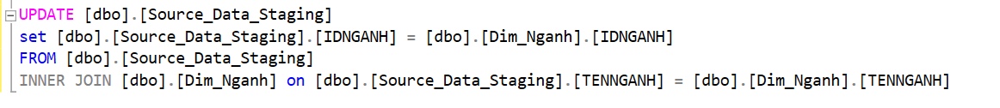 UPDATE [dbo].[Source_Data_Staging]
set [dbo].[Source_Data_Staging].[IDNGANH] = [dbo].[Dim_Nganh].[IDNGANH]
FROM [dbo].[Source_Data_Staging]
INNER JOIN [dbo].[Dim_Nganh] on [dbo].[Source_Data_Staging].[TENNGANH] = [dbo].[Dim_Nganh].[TENNGANH]